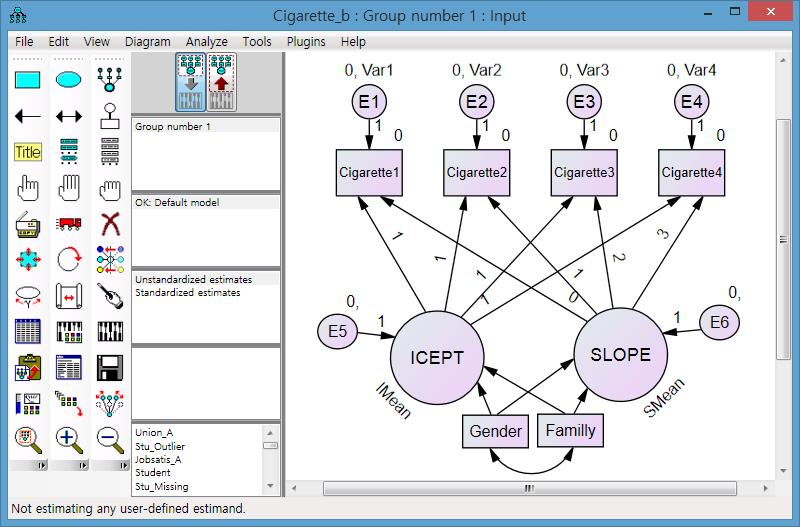 Cigarette_b : Group number 1 : Input
File Edit View Diagram Analyze Tools Plugins Help
Title
Group number 1
OK: Default model
Unstandardized estimates
Standardized estimates
Union_A
Stu_Outlier
Jobsatis_A
Student
Stu_Missing
0, Var1 0, Var2 0, Var3 0, Var4
E1 E2 E3 E4
1 0 1 0 1 0 1 0
Cigarette1 Cigarette2 Cigarette3 Cigarette4
1 1 1 1 0 1 2 3
0, 0,
E5 1 1 E6
ICEPT SLOPE
IMean SMean
Gender Familly
Not estimating any user-defined estimand.